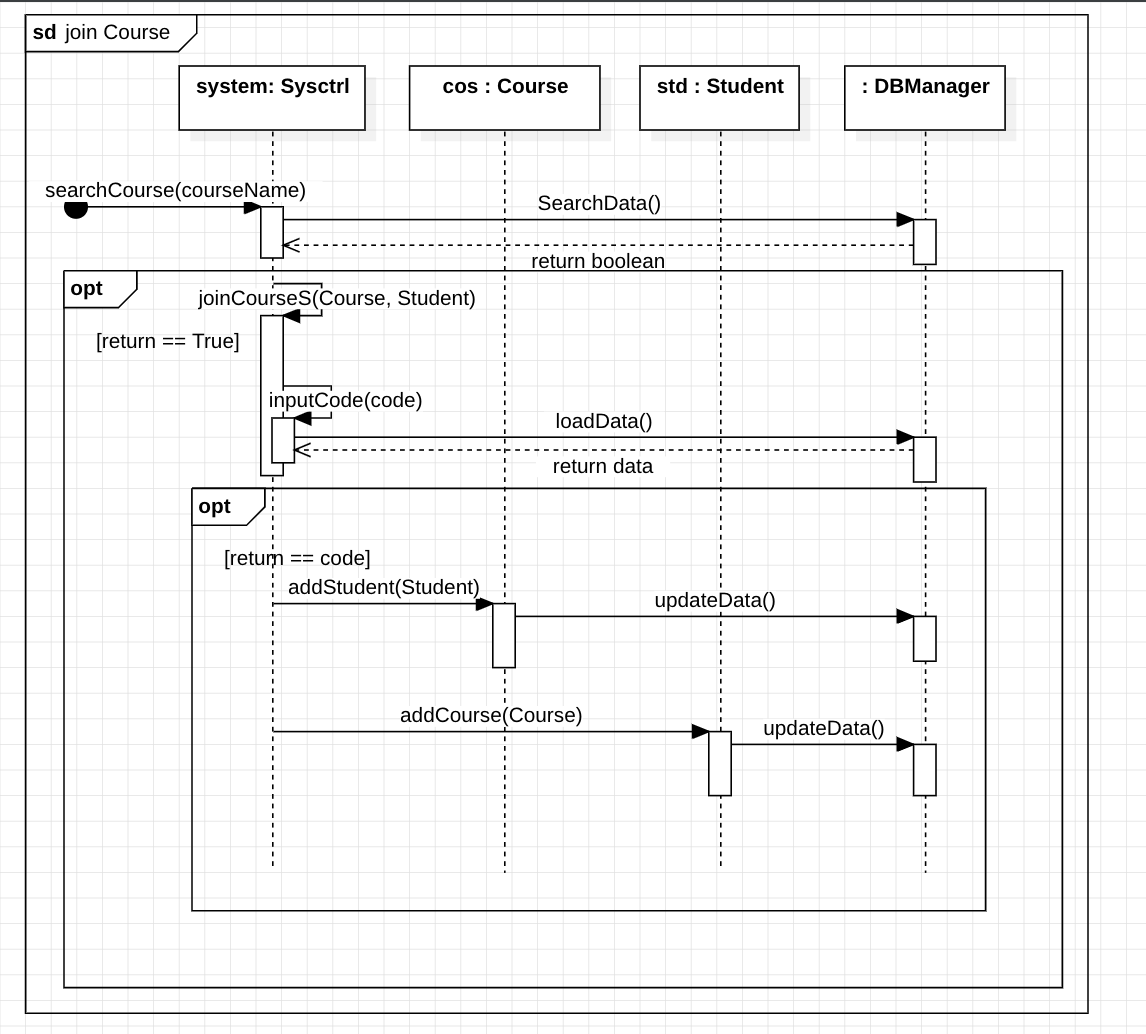 sd join Course
system: Sysctrl
cos : Course
std : Student
: DBManager
searchCourse(courseName)
SearchData()
return boolean
opt
joinCourseS(Course, Student)
[return == True]
inputCode(code)
loadData()
return data
opt
[return == code]
addStudent(Student)
updateData()
addCourse(Course)
updateData()